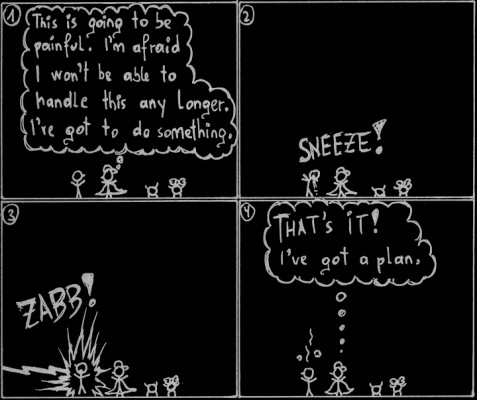 1
This is going to be
painful. I'm afraid
I won't be able to
handle this any longer.
I've got to do something.
2
SNEEZE!
3
ZABB!
4
THAT'S IT!
I've got a plan.